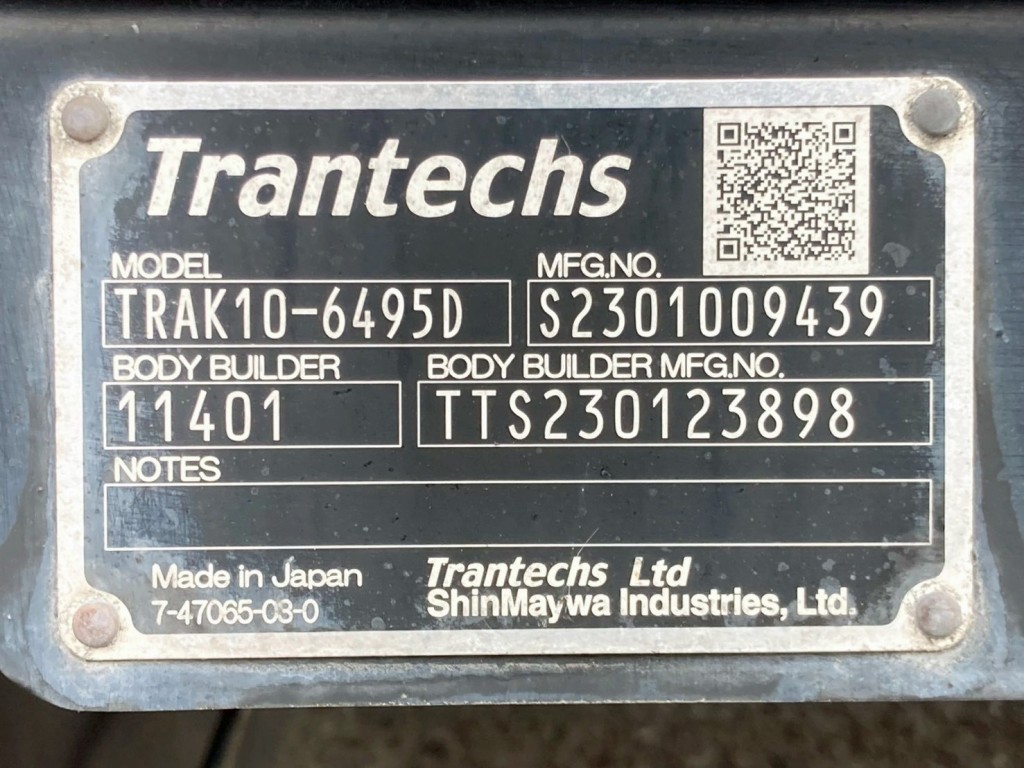 Trantechs
MODEL MFG.NO.
TRAK10-6495D S2301009439
BODY BUILDER BODY BUILDER MFG.NO.
11401 TTS230123898
NOTES
Made in Japan Trantechs Ltd
7-47065-03-0 ShinMaywa Industries, Ltd.